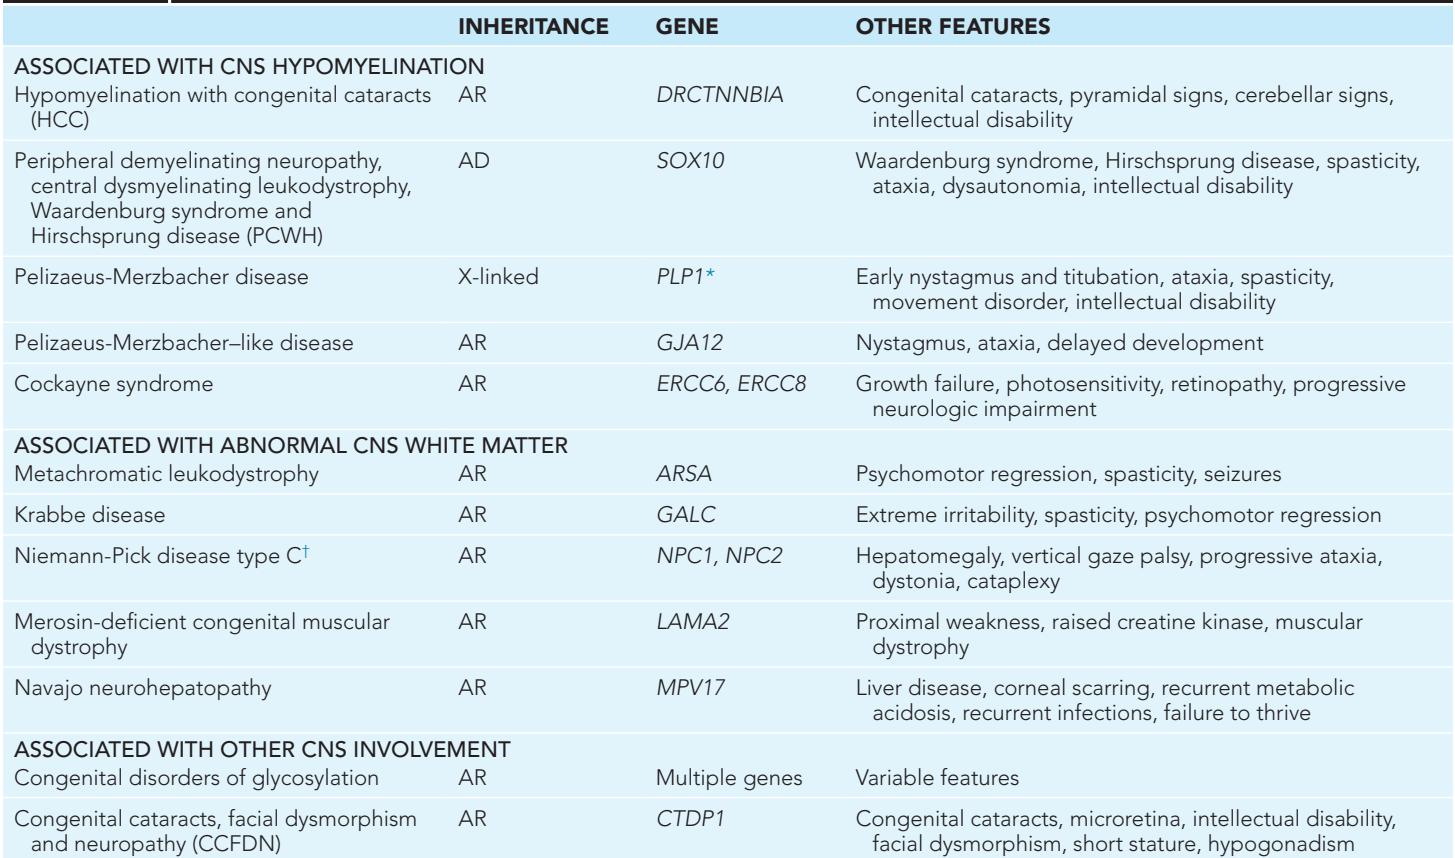 INHERITANCE GENE OTHER FEATURES
ASSOCIATED WITH CNS HYPOMYELINATION
Hypomyelination with congenital cataracts AR DRCTNNBIA Congenital cataracts, pyramidal signs, cerebellar signs,
(HCC) intellectual disability
Peripheral demyelinating neuropathy, AD SOX10 Waardenburg syndrome, Hirschsprung disease, spasticity,
central dysmyelinating leukodystrophy, ataxia, dysautonomia, intellectual disability
Waardenburg syndrome and
Hirschsprung disease (PCWH)
Pelizaeus-Merzbacher disease X-linked PLP1* Early nystagmus and titubation, ataxia, spasticity,
movement disorder, intellectual disability
Pelizaeus-Merzbacher–like disease AR GJA12 Nystagmus, ataxia, delayed development
Cockayne syndrome AR ERCC6, ERCC8 Growth failure, photosensitivity, retinopathy, progressive
neurologic impairment
ASSOCIATED WITH ABNORMAL CNS WHITE MATTER
Metachromatic leukodystrophy AR ARSA Psychomotor regression, spasticity, seizures
Krabbe disease AR GALC Extreme irritability, spasticity, psychomotor regression
Niemann-Pick disease type C† AR NPC1, NPC2 Hepatomegaly, vertical gaze palsy, progressive ataxia,
dystonia, cataplexy
Merosin-deficient congenital muscular AR LAMA2 Proximal weakness, raised creatine kinase, muscular
dystrophy dystrophy
Navajo neurohepatopathy AR MPV17 Liver disease, corneal scarring, recurrent metabolic
acidosis, recurrent infections, failure to thrive
ASSOCIATED WITH OTHER CNS INVOLVEMENT
Congenital disorders of glycosylation AR Multiple genes Variable features
Congenital cataracts, facial dysmorphism AR CTDP1 Congenital cataracts, microretina, intellectual disability,
and neuropathy (CCFDN) facial dysmorphism, short stature, hypogonadism